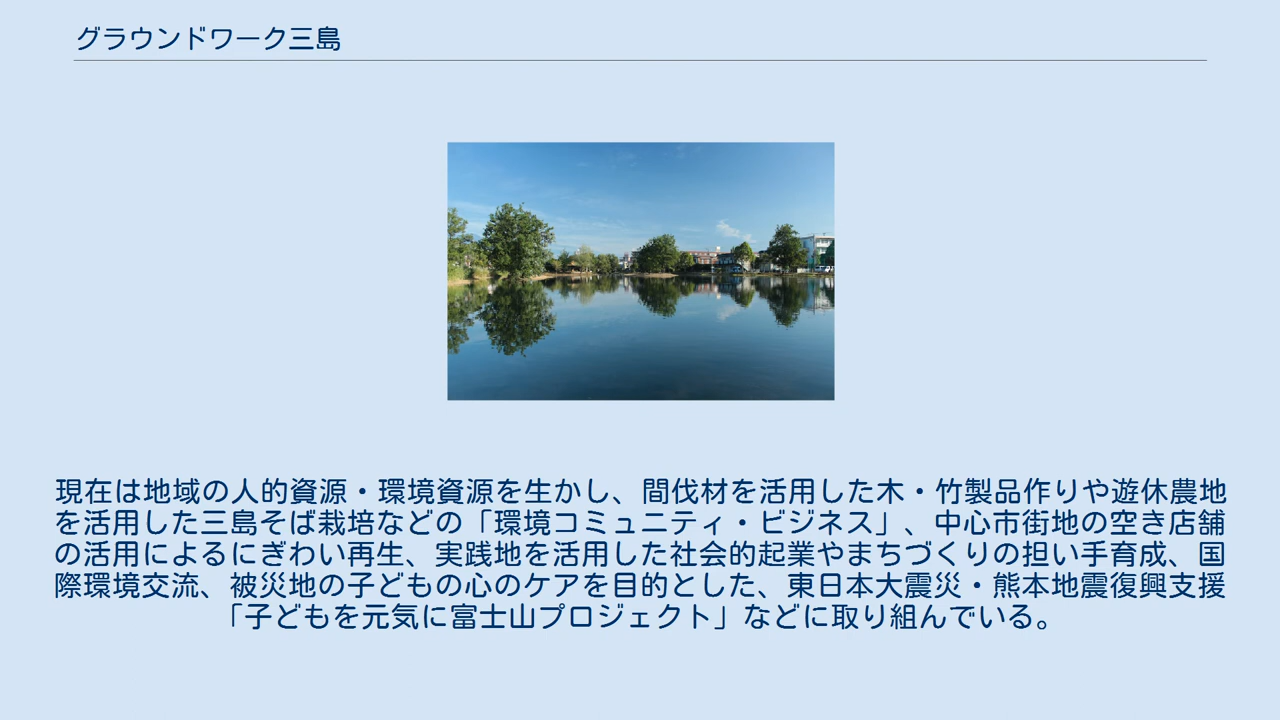 グラウンドワーク三島
現在は地域の人的資源・環境資源を生かし、間伐材を活用した木・竹製品作りや遊休農地
を活用した三島そば栽培などの「環境コミュニティ・ビジネス」、中心市街地の空き店舗
の活用によるにぎわい再生、実践地を活用した社会的起業やまちづくりの担い手育成、国
際環境交流、被災地の子どもの心のケアを目的とした、東日本大震災・熊本地震復興支援
「子どもを元気に富士山プロジェクト」などに取り組んでいる。